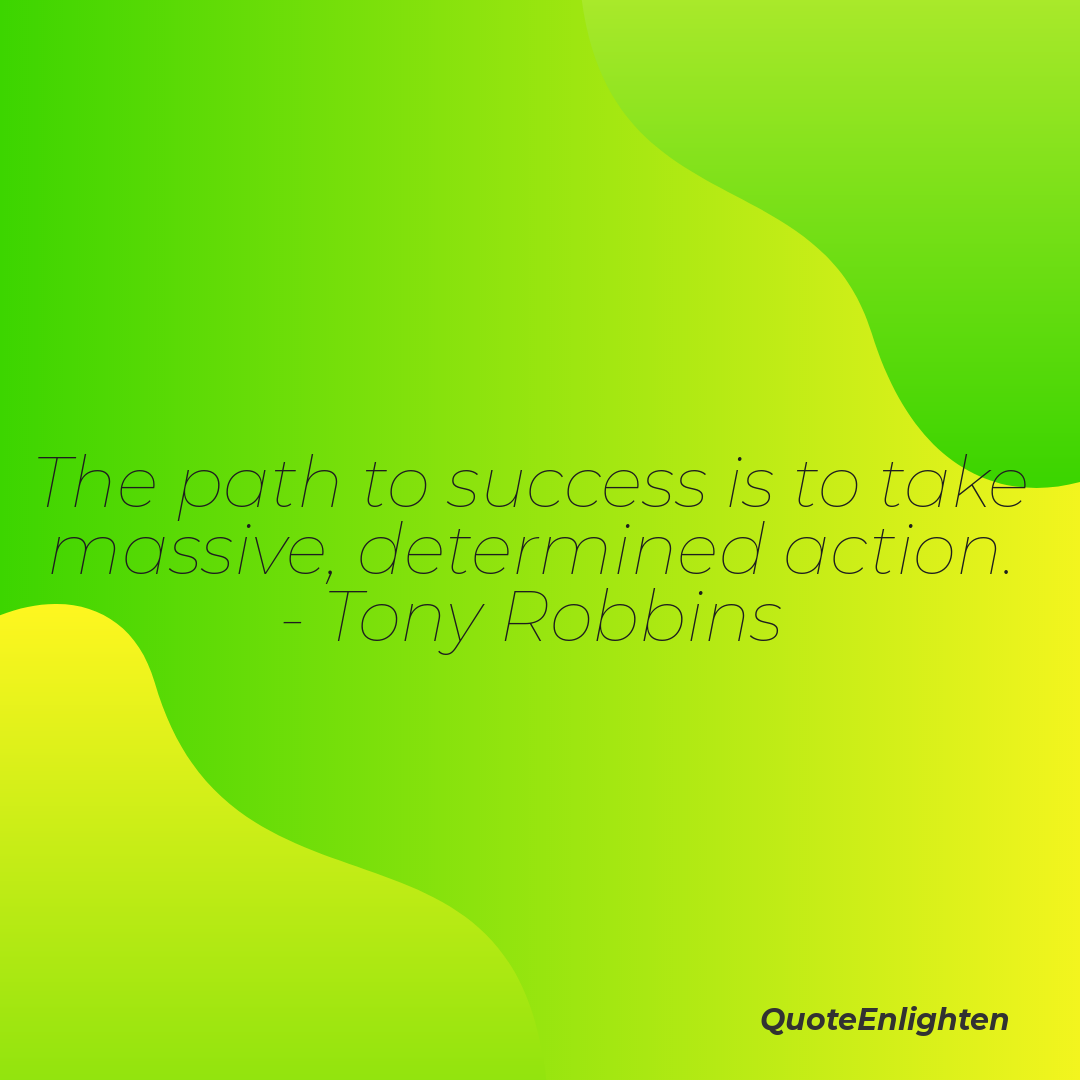 The path to success is to take
massive, determined action.
- Tony Robbins
QuoteEnlighten